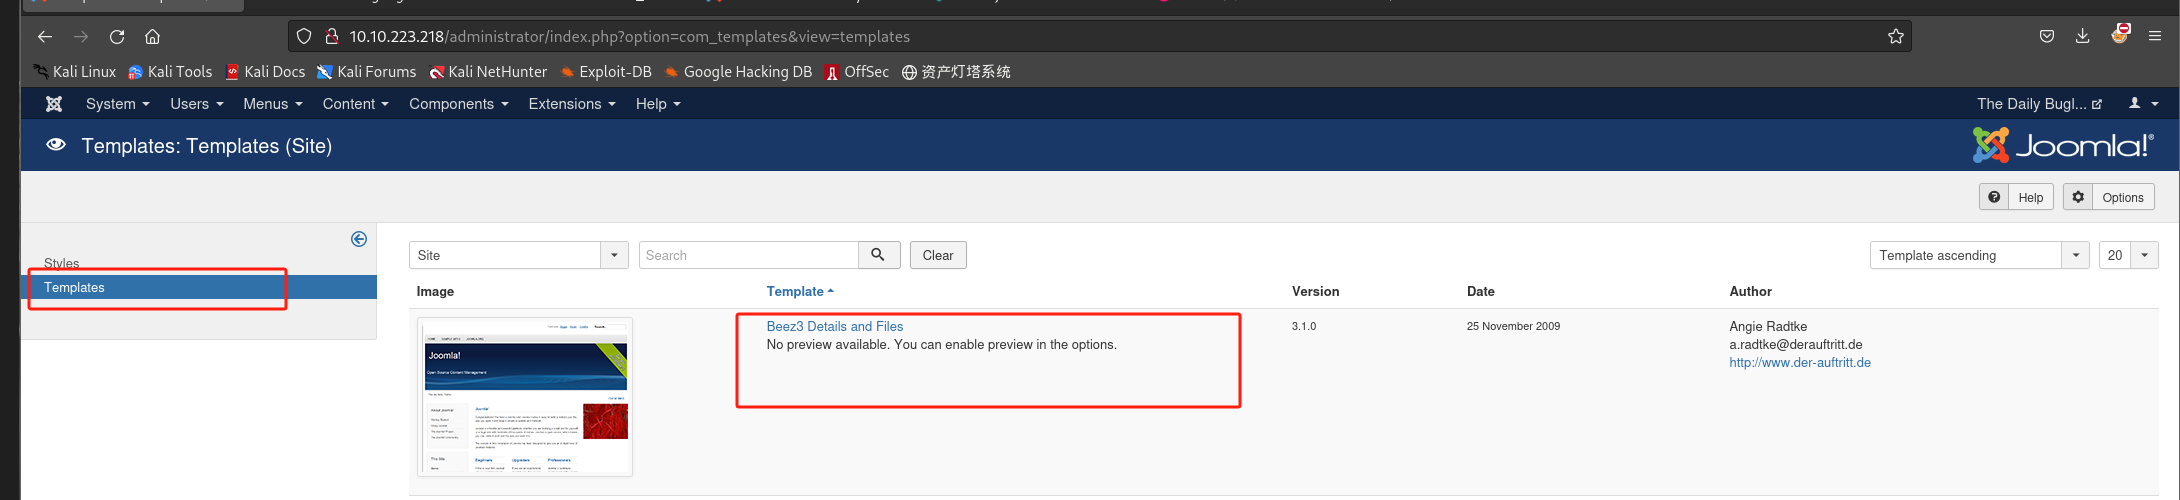 10.10.223.218/administrator/index.php?option=com_templates&view=templates
Kali Linux Kali Tools Kali Docs Kali Forums Kali NetHunter Exploit-DB Google Hacking DB OffSec 资产灯塔系统
System Users Menus Content Components Extensions Help The Daily Bugl...
Templates: Templates (Site) Joomla!®
Help Options
Styles
Templates
Site Search Clear Template ascending 20
Image Template Version Date Author
Beez3 Details and Files 3.1.0 25 November 2009 Angie Radtke
No preview available. You can enable preview in the options. a.radtke@derauftritt.de
http://www.der-auftritt.de
Joomla!
Open Source Content Management